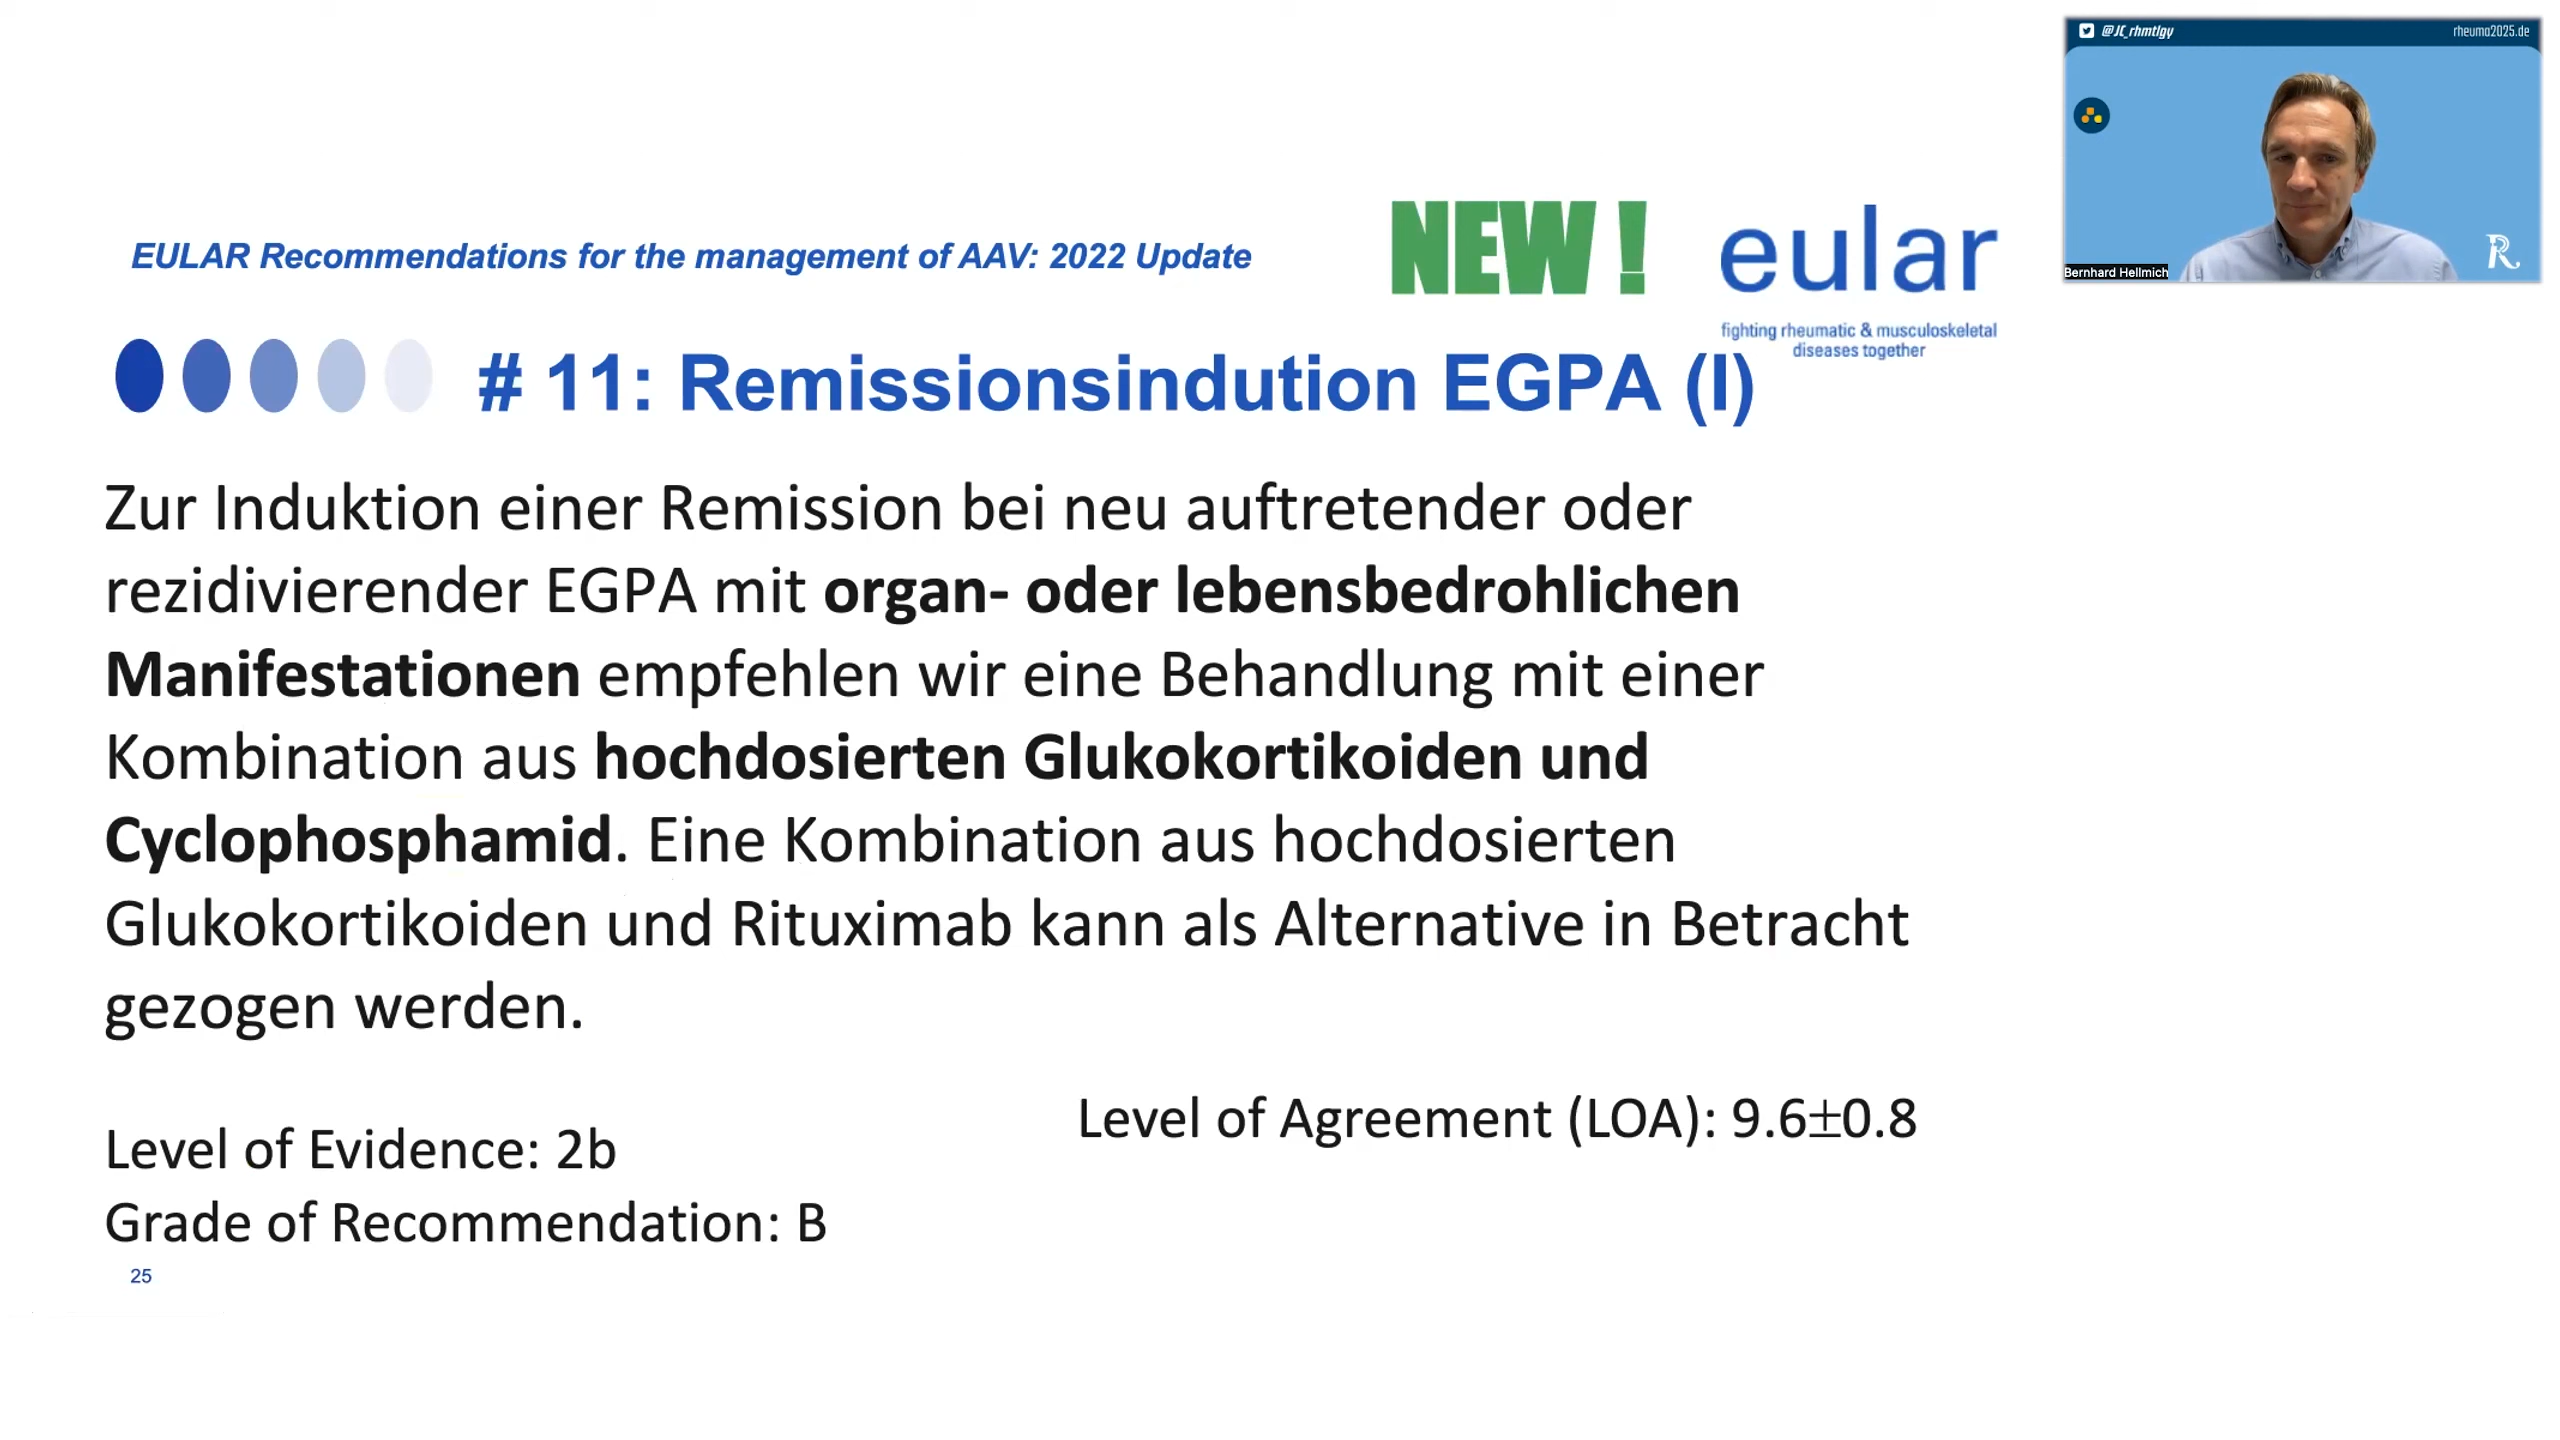 @JC_rhmtlgy
rheuma2025.de
Bernhard Hellmich
EULAR Recommendations for the management of AAV: 2022 Update
NEW !
eular
fighting rheumatic & musculoskeletal
diseases together
# 11: Remissionsindution EGPA (I)
Zur Induktion einer Remission bei neu auftretender oder
rezidivierender EGPA mit organ- oder lebensbedrohlichen
Manifestationen empfehlen wir eine Behandlung mit einer
Kombination aus hochdosierten Glukokortikoiden und
Cyclophosphamid. Eine Kombination aus hochdosierten
Glukokortikoiden und Rituximab kann als Alternative in Betracht
gezogen werden.
Level of Agreement (LOA): 9.6±0.8
Level of Evidence: 2b
Grade of Recommendation: B
25